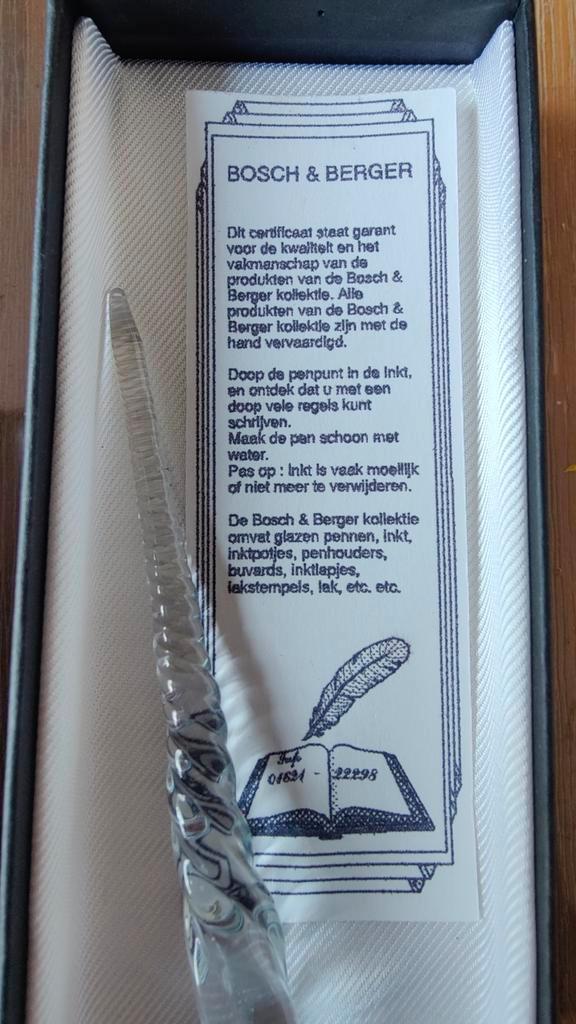 BOSCH & BERGER
Dit certificaat staat garant
voor de kwaliteit en het
vakmanschap van de
produkten van de Bosch &
Berger kollektie. Alle
produkten van de Bosch &
Berger kollektie zijn met de
hand vervaardigd.
Doop de penpunt in de inkt,
en ontdek dat u met een
doop vele regels kunt
schrijven.
Maak de pen schoon met
water.
Pas op : Inkt is vaak moeilijk
of niet meer te verwijderen.
De Bosch & Berger kollektie
omvat glazen pennen, inkt,
inktpotjes, penhouders,
buvards, inktlapjes,
lakstempels, lak, etc. etc.
Inf.
01621 - 22298